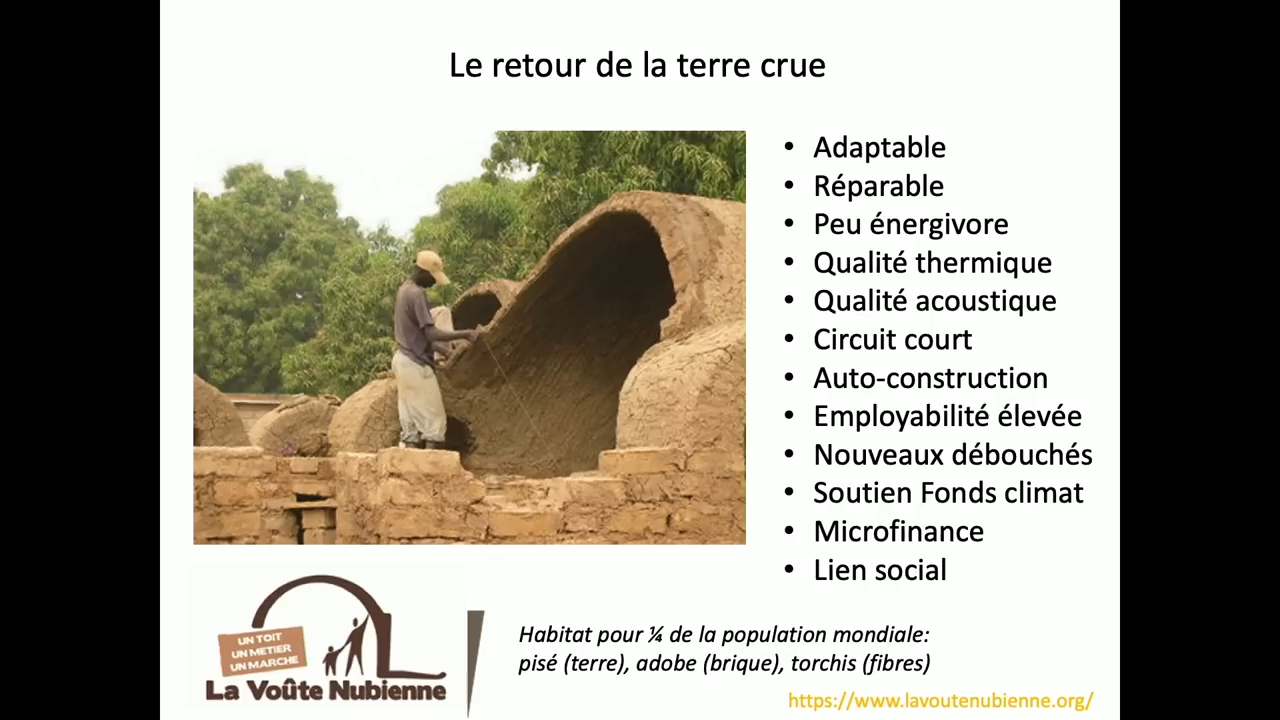 Le retour de la terre crue
• Adaptable
• Réparable
• Peu énergivore
• Qualité thermique
• Qualité acoustique
• Circuit court
• Auto-construction
• Employabilité élevée
• Nouveaux débouchés
• Soutien Fonds climat
• Microfinance
• Lien social
UN TOIT
UN METIER
UN MARCHE
La Voûte Nubienne
Habitat pour ¼ de la population mondiale:
pisé (terre), adobe (brique), torchis (fibres)
https://www.lavoutenubienne.org/